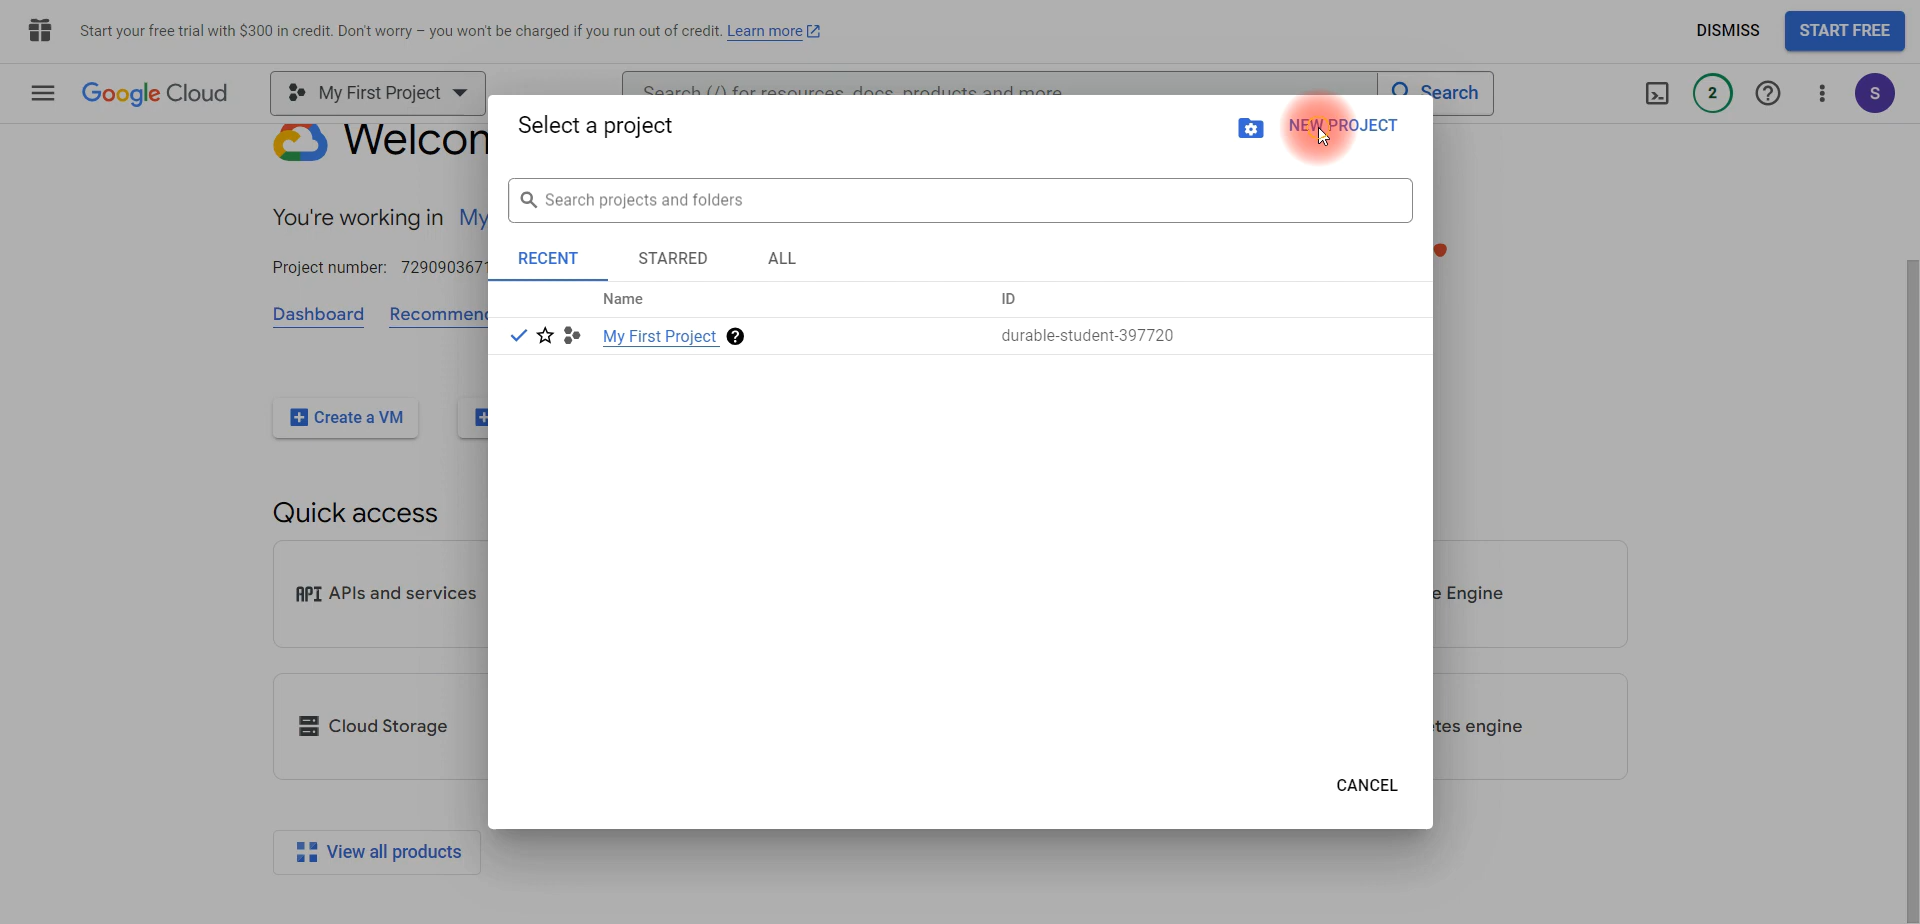 Start your free trial with $300 in credit. Don't worry – you won't be charged if you run out of credit. Learn more
DISMISS
START FREE
Google Cloud
My First Project
Search (/) for resources, docs, products and more
Search
2
S
Welcon
Select a project
NEW PROJECT
Search projects and folders
You're working in My
RECENT
STARRED
ALL
Project number: 7290903671
Name
ID
Dashboard
Recommend
My First Project
durable-student-397720
Create a VM
Quick access
API APIs and services
e Engine
Cloud Storage
tes engine
CANCEL
View all products